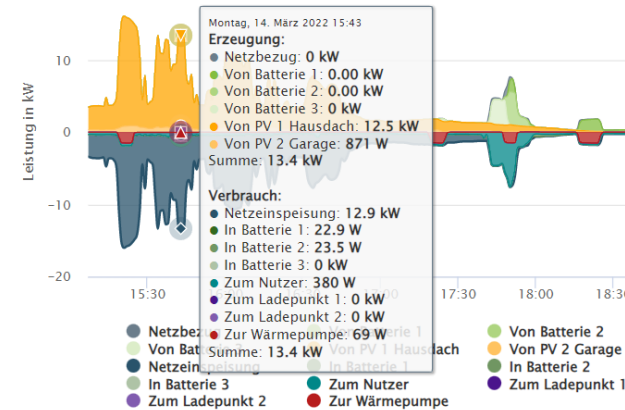 Montag, 14. März 2022 15:43
Erzeugung:
Netzbezug: 0 kW
Von Batterie 1: 0.00 kW
Von Batterie 2: 0.00 kW
Von Batterie 3: 0 kW
Von PV 1 Hausdach: 12.5 kW
Von PV 2 Garage: 871 W
Summe: 13.4 kW
Verbrauch:
Netzeinspeisung: 12.9 kW
In Batterie 1: 22.9 W
In Batterie 2: 23.5 W
In Batterie 3: 0 kW
Zum Nutzer: 380 W
Zum Ladepunkt 1: 0 kW
Zum Ladepunkt 2: 0 kW
Zur Wärmepumpe: 69 W
Summe: 13.4 kW
Leistung in kW
10
0
−10
−20
15:30
17:00
17:30
18:00
18:30
Netzbezug
Von Batterie 1
Von Batterie 2
Von Batterie 3
Von PV 1 Hausdach
Von PV 2 Garage
Netzeinspeisung
In Batterie 1
In Batterie 2
In Batterie 3
Zum Nutzer
Zum Ladepunkt 1
Zum Ladepunkt 2
Zur Wärmepumpe